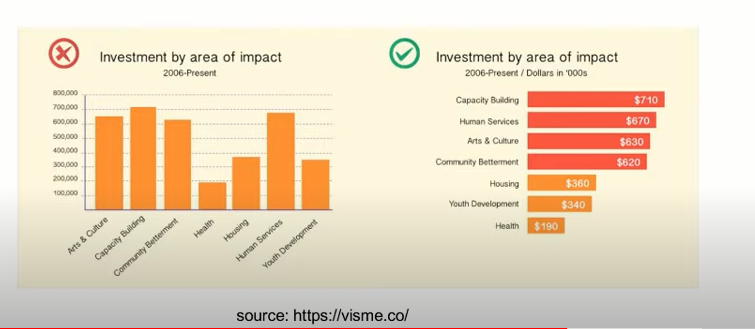 Investment by area of impact
2006-Present
800,000
700,000
600,000
500,000
400,000
300,000
200,000
100,000
Arts & Culture
Capacity Building
Community Betterment
Health
Housing
Human Services
Youth Development
Investment by area of impact
2006-Present / Dollars in '000s
Capacity Building $710
Human Services $670
Arts & Culture $630
Community Betterment $620
Housing $360
Youth Development $340
Health $190
source: https://visme.co/